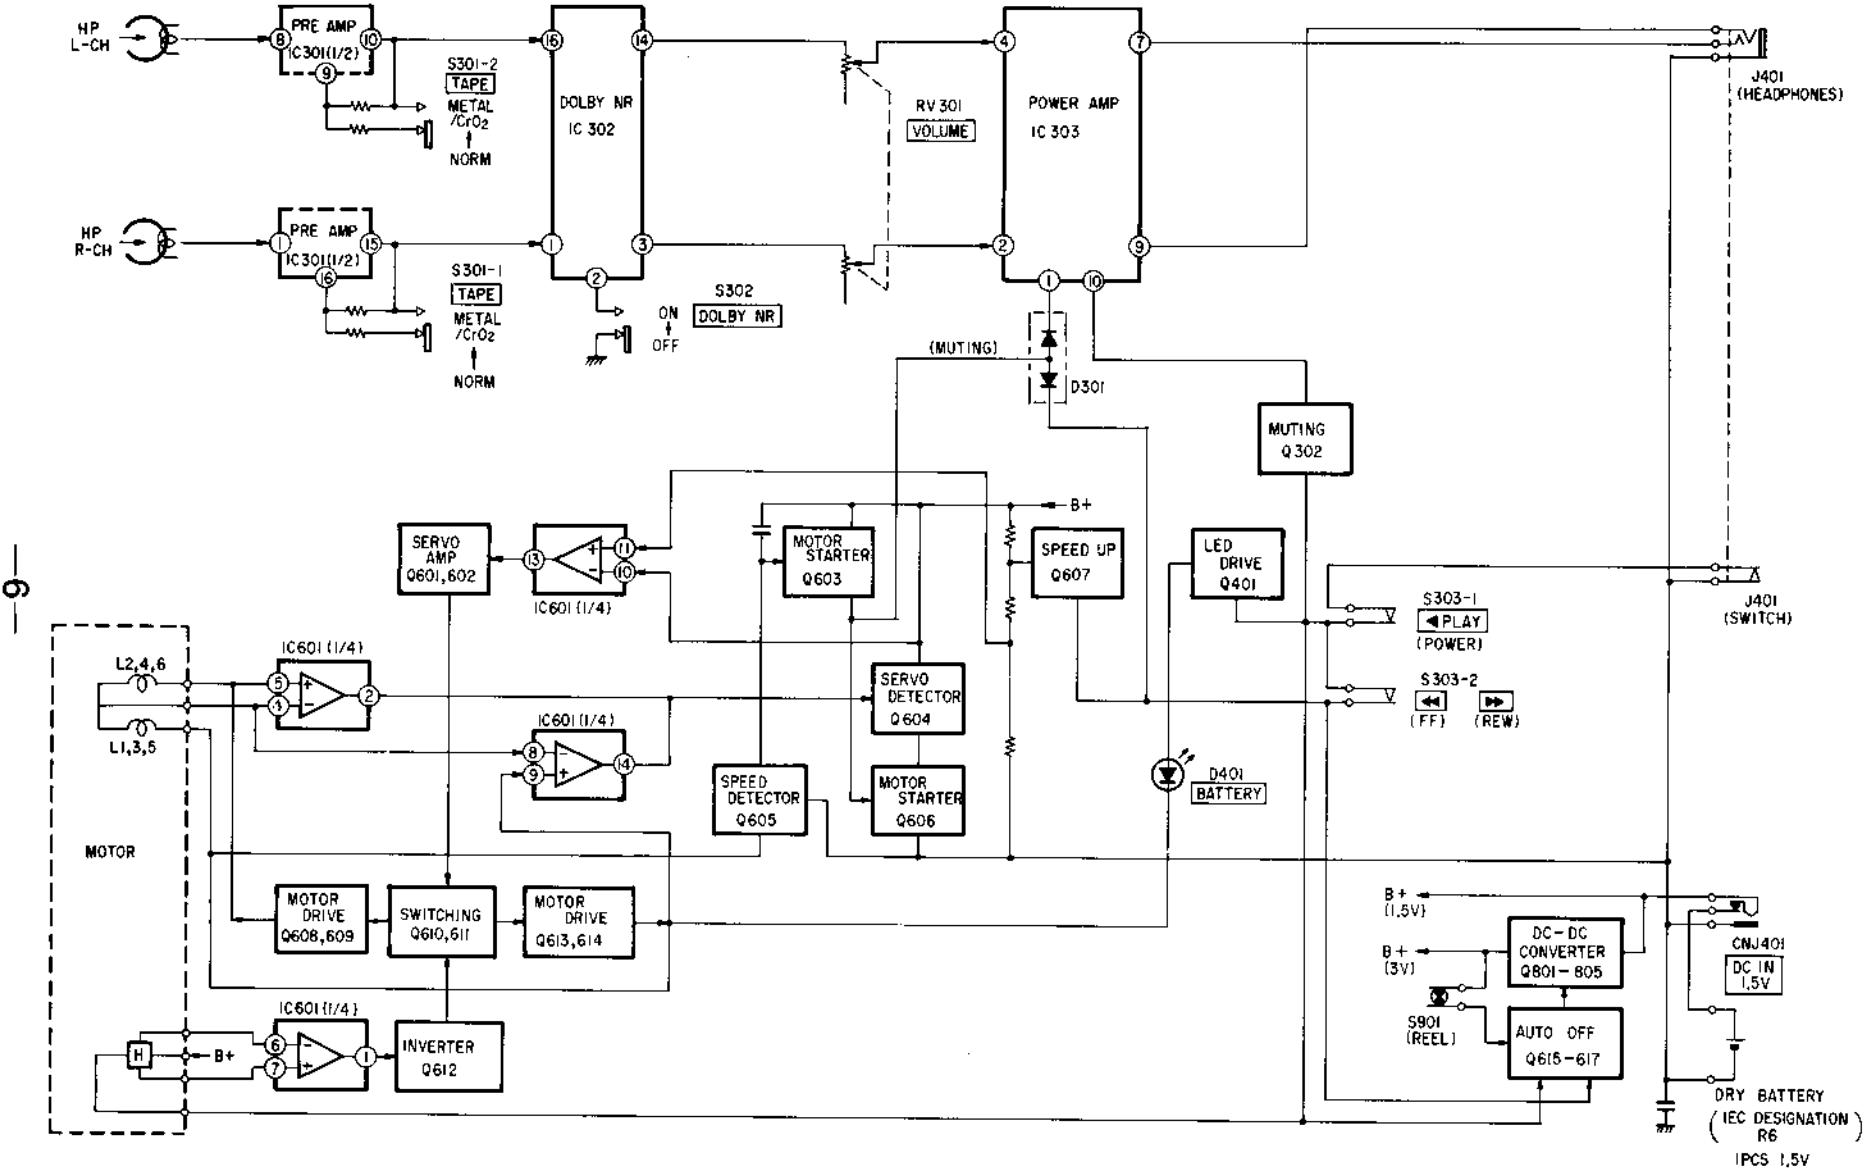 HP
L-CH
8
PRE AMP
IC301(1/2)
10
9
S301-2
TAPE
METAL
/CrO2
NORM
16
14
DOLBY NR
IC 302
RV301
VOLUME
4
7
POWER AMP
IC 303
J401
(HEADPHONES)
HP
R-CH
1
PRE AMP
IC301(1/2)
15
16
S301-1
TAPE
METAL
/CrO2
NORM
1
3
2
ON
OFF
S302
DOLBY NR
2
9
1
10
(MUTING)
D301
MUTING
Q302
-9-
SERVO
AMP
Q601,602
13
11
10
+
-
IC601(1/4)
MOTOR
STARTER
Q603
B+
SPEED UP
Q607
LED
DRIVE
Q401
J401
(SWITCH)
S303-1
◀PLAY
(POWER)
S303-2
◀◀
▶▶
(FF)
(REW)
L2,4,6
L1,3,5
IC601(1/4)
5
4
+
-
2
IC601(1/4)
8
9
-
+
14
SERVO
DETECTOR
Q604
SPEED
DETECTOR
Q605
MOTOR
STARTER
Q606
D401
BATTERY
MOTOR
MOTOR
DRIVE
Q608,609
SWITCHING
Q610,611
MOTOR
DRIVE
Q613,614
B+
(1,5V)
B+
(3V)
DC-DC
CONVERTER
Q801-805
CNJ401
DC IN
1,5V
S901
(REEL)
AUTO OFF
Q615-617
IC601(1/4)
H
B+
6
7
-
+
1
INVERTER
Q612
DRY BATTERY
(IEC DESIGNATION)
R6
1PCS 1,5V